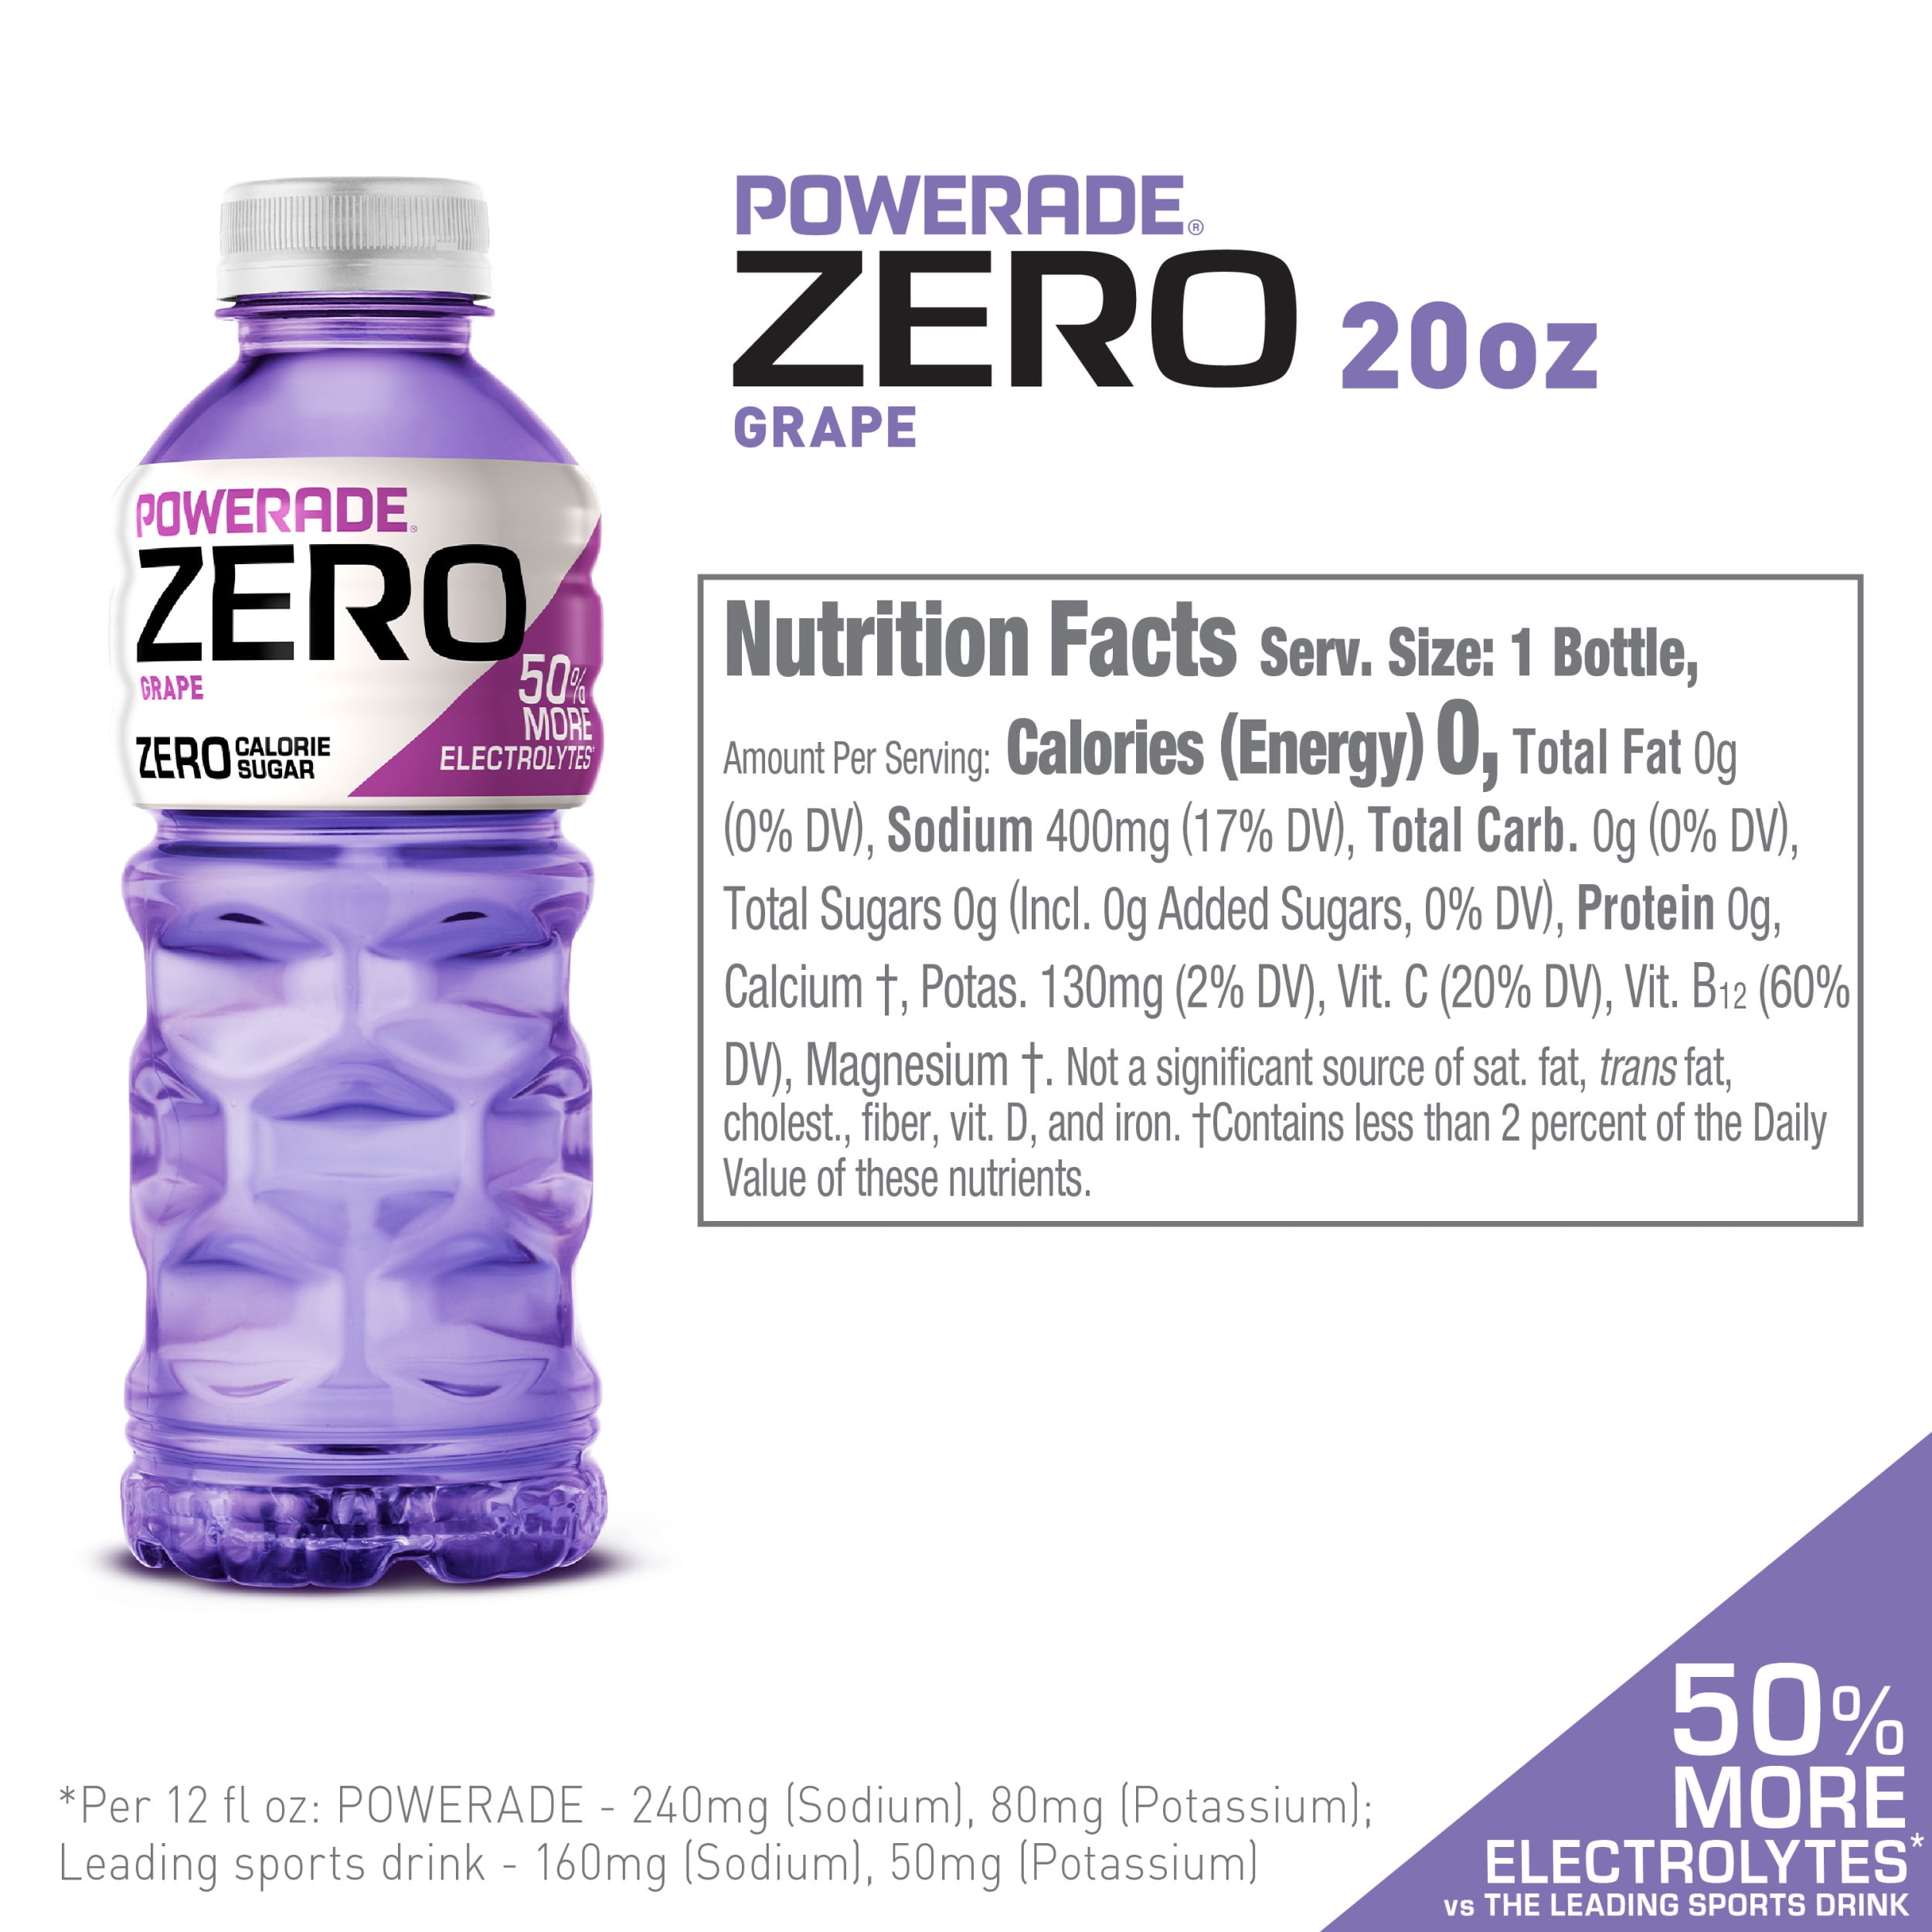 POWERADE®
ZERO 20oz
GRAPE
POWERADE®
ZERO
GRAPE
50%
MORE
ELECTROLYTES†
ZERO CALORIE
SUGAR
Nutrition Facts Serv. Size: 1 Bottle,
Amount Per Serving: Calories (Energy) 0, Total Fat 0g
(0% DV), Sodium 400mg (17% DV), Total Carb. 0g (0% DV),
Total Sugars 0g (Incl. 0g Added Sugars, 0% DV), Protein 0g,
Calcium †, Potas. 130mg (2% DV), Vit. C (20% DV), Vit. B12 (60%
DV), Magnesium †. Not a significant source of sat. fat, trans fat,
cholest., fiber, vit. D, and iron. †Contains less than 2 percent of the Daily
Value of these nutrients.
*Per 12 fl oz: POWERADE - 240mg (Sodium), 80mg (Potassium);
Leading sports drink - 160mg (Sodium), 50mg (Potassium)
50%
MORE
ELECTROLYTES*
vs THE LEADING SPORTS DRINK